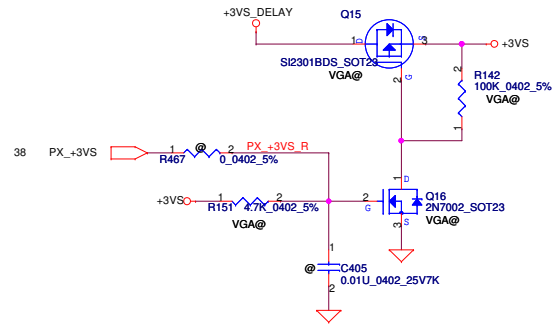 +3VS_DELAY
Q15
1 D S 3
+3VS
SI2301BDS_SOT23
VGA@
2 G
2
R142
100K_0402_5%
VGA@
1
38 PX_+3VS
1 @ 2
R467 0_0402_5%
PX_+3VS_R
1 D
+3VS
1 2
R151 4.7K_0402_5%
VGA@
2 G
Q16
2N7002_SOT23
VGA@
3 S
1
@ C405
0.01U_0402_25V7K
2